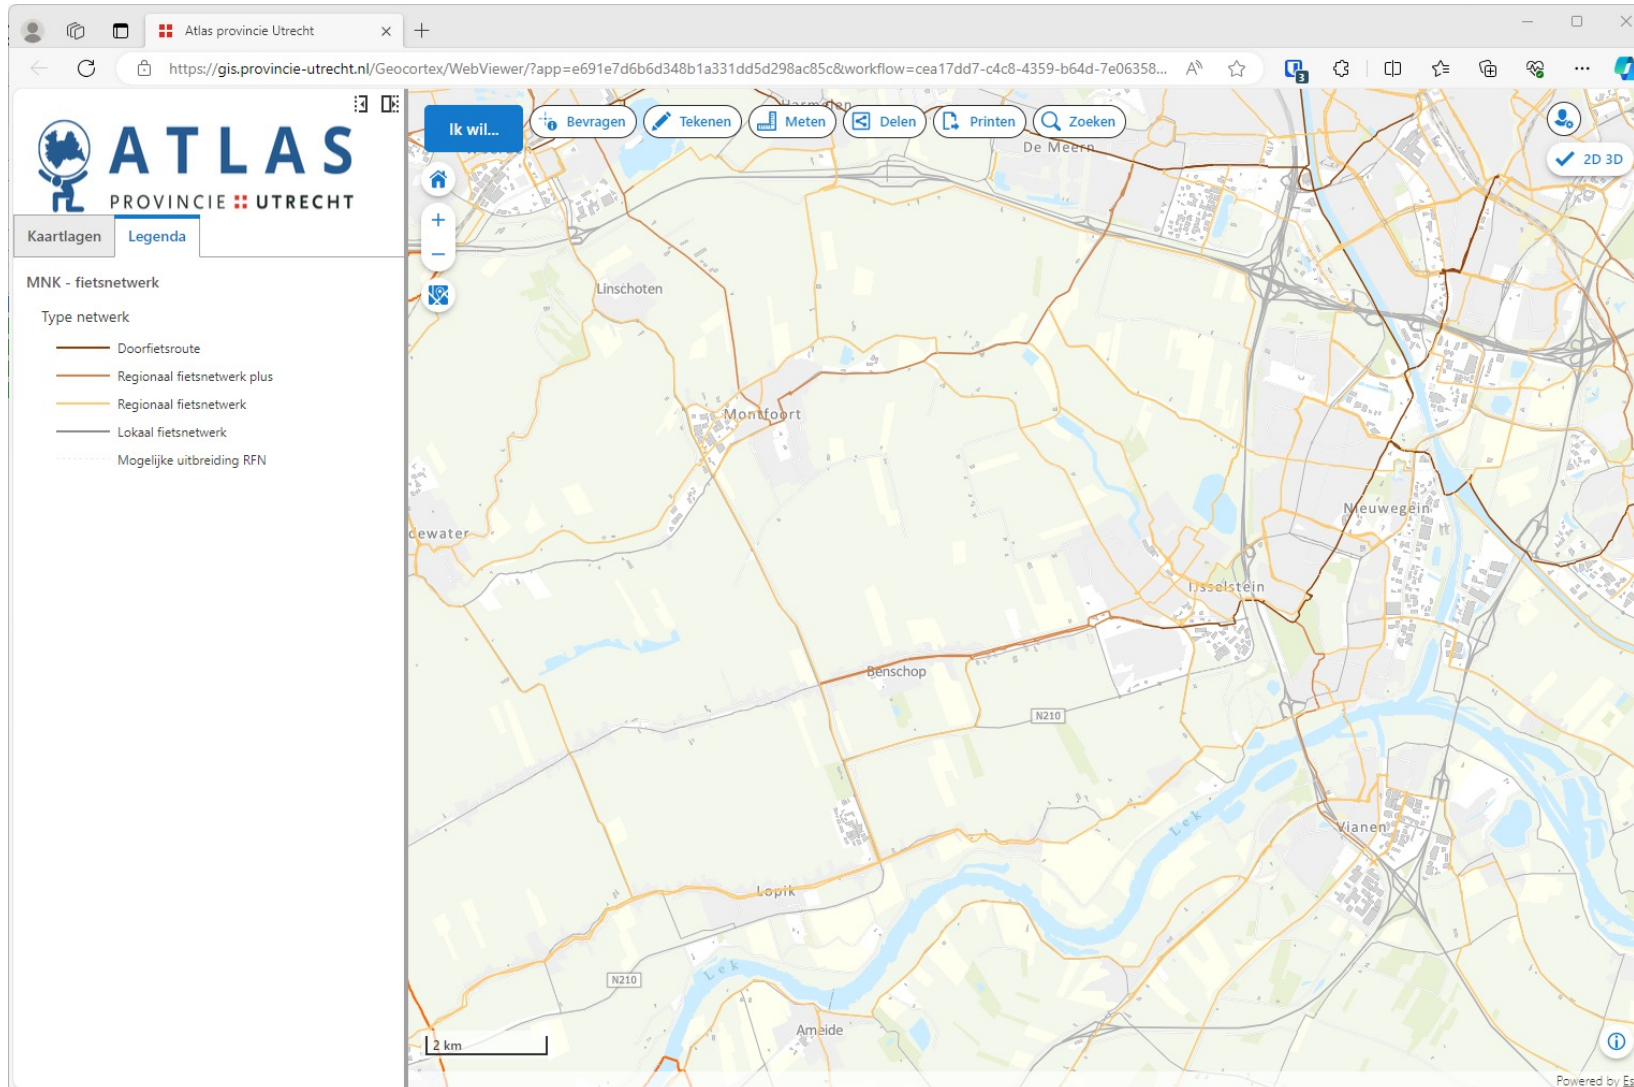 Atlas provincie Utrecht
https://gis.provincie-utrecht.nl/Geocortex/WebViewer/?app=e691e7d6b6d348b1a331dd5d298ac85c&workflow=cea17dd7-c4c8-4359-b64d-7e06358...
3
ATLAS
PROVINCIE UTRECHT
Kaartlagen Legenda
MNK - fietsnetwerk
Type netwerk
Doorfietsroute
Regionaal fietsnetwerk plus
Regionaal fietsnetwerk
Lokaal fietsnetwerk
Mogelijke uitbreiding RFN
Ik wil...
Bevragen
Tekenen
Meten
Delen
Printen
Zoeken
2D 3D
Harmelen
De Meern
Linschoten
Montfoort
dewater
Nieuwegein
IJsselstein
Benschop
N210
Lek
Vianen
Lopik
N210
Lek
Ameide
2 km
Powered by Es